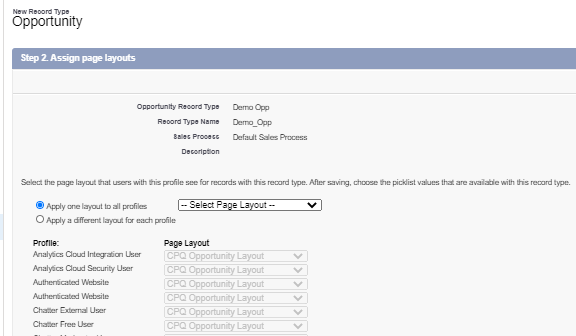 New Record Type
Opportunity
Step 2. Assign page layouts
Opportunity Record Type Demo Opp
Record Type Name Demo_Opp
Sales Process Default Sales Process
Description
Select the page layout that users with this profile see for records with this record type. After saving, choose the picklist values that are available with this record type.
Apply one layout to all profiles -- Select Page Layout --
Apply a different layout for each profile
Profile: Page Layout
Analytics Cloud Integration User CPQ Opportunity Layout
Analytics Cloud Security User CPQ Opportunity Layout
Authenticated Website CPQ Opportunity Layout
Authenticated Website CPQ Opportunity Layout
Chatter External User CPQ Opportunity Layout
Chatter Free User CPQ Opportunity Layout